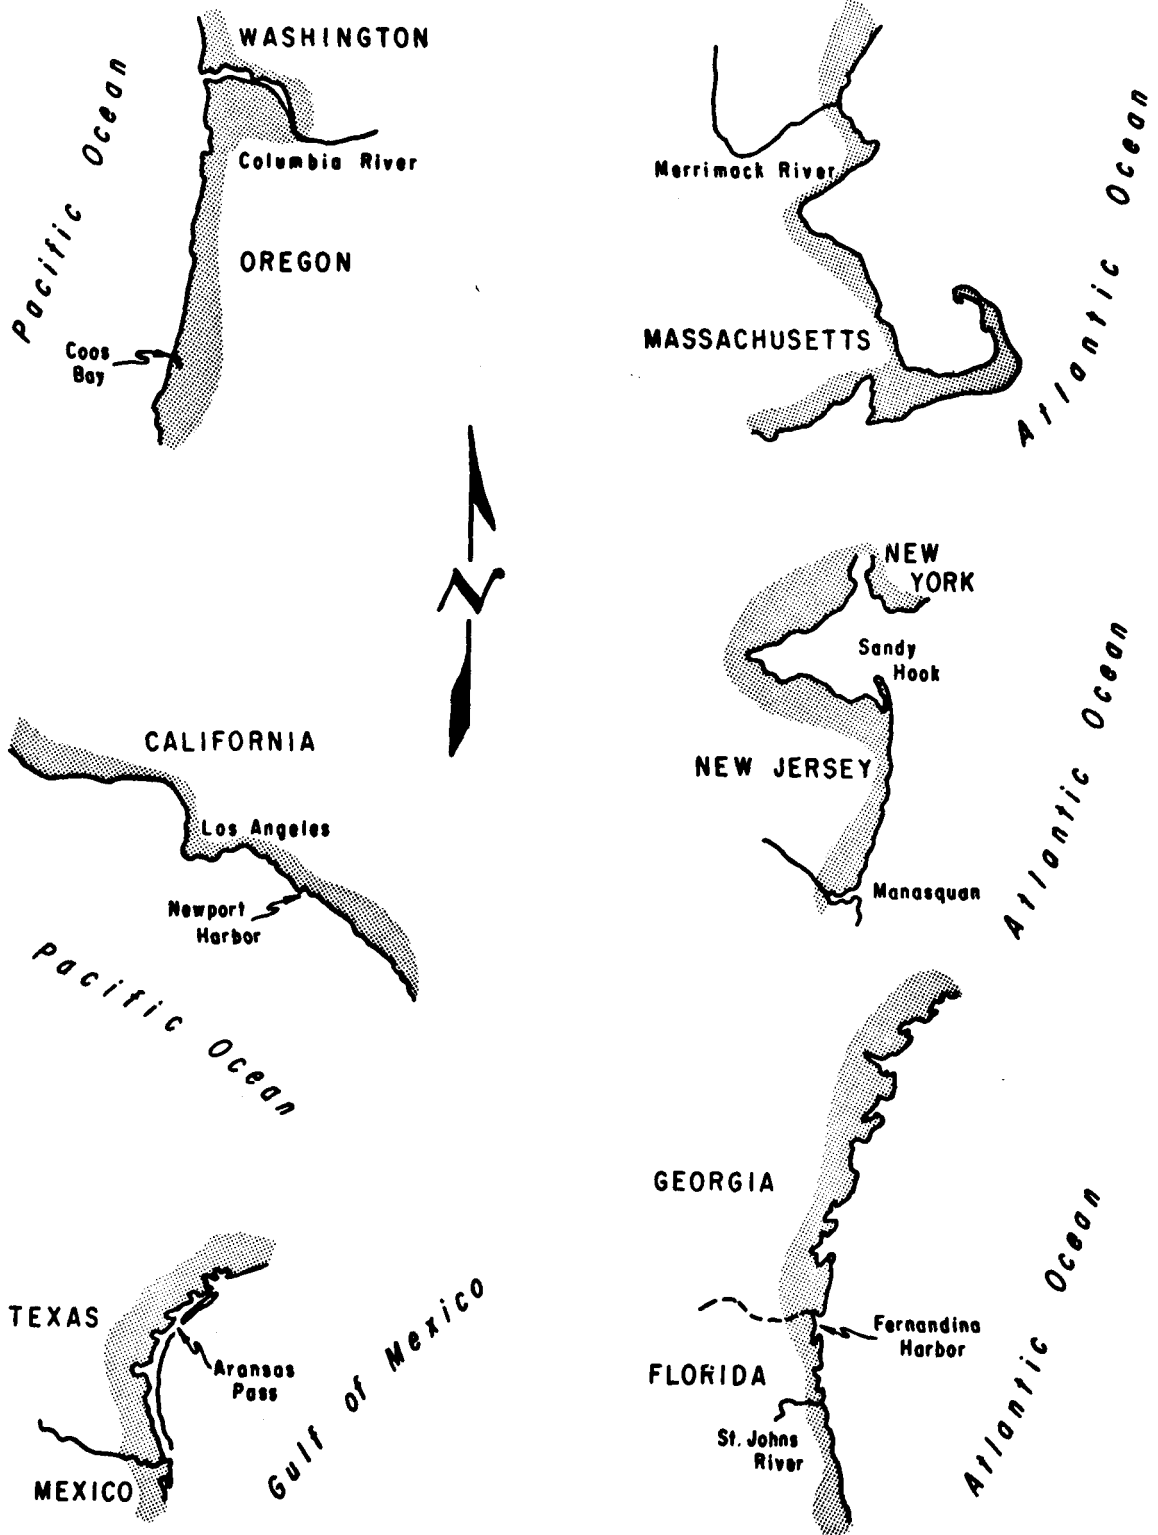 WASHINGTON
Pacific Ocean
Columbia River
OREGON
Coos
Bay
Merrimack River
Atlantic Ocean
MASSACHUSETTS
N
NEW
YORK
Sandy
Hook
NEW JERSEY
Manasquan
Atlantic Ocean
CALIFORNIA
Los Angeles
Newport
Harbor
Pacific Ocean
GEORGIA
Fernandina
Harbor
FLORIDA
St. Johns
River
Atlantic Ocean
TEXAS
Aransas
Pass
MEXICO
Gulf of Mexico